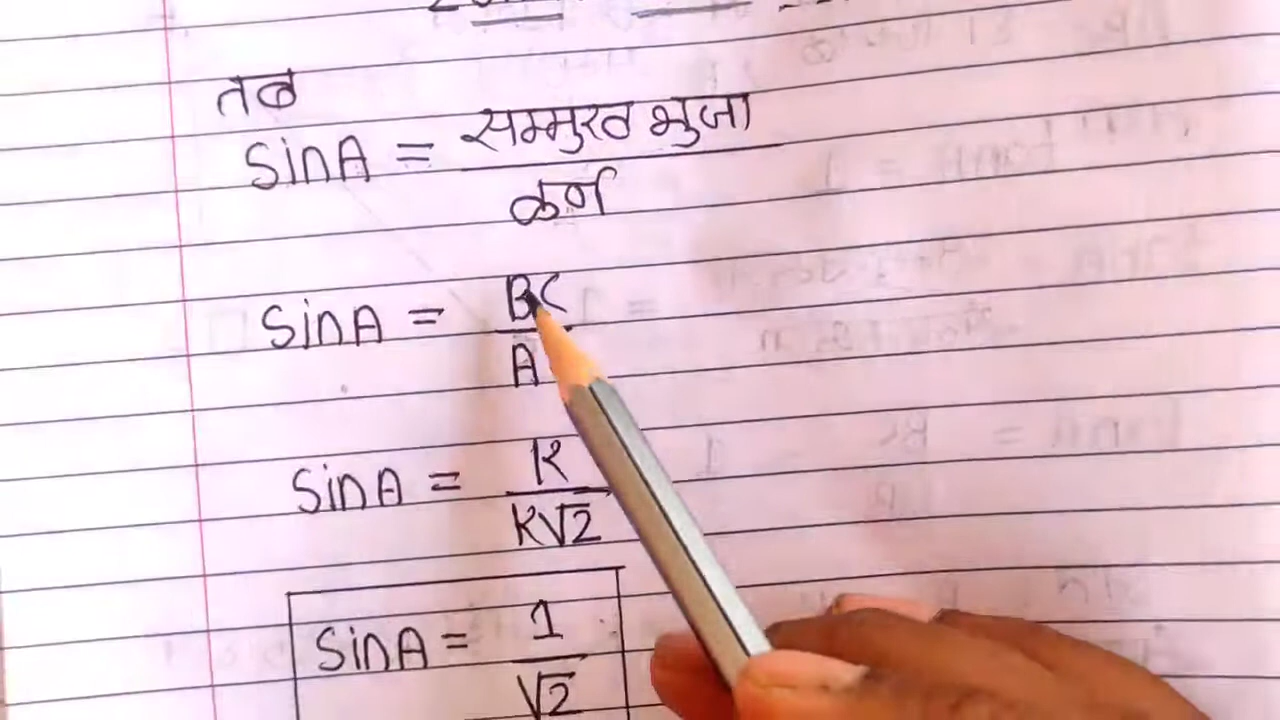 तब
sinA = सम्मुख भुजा / कर्ण
sinA = BC / A
sinA = K / K√2
sinA = 1 / √2